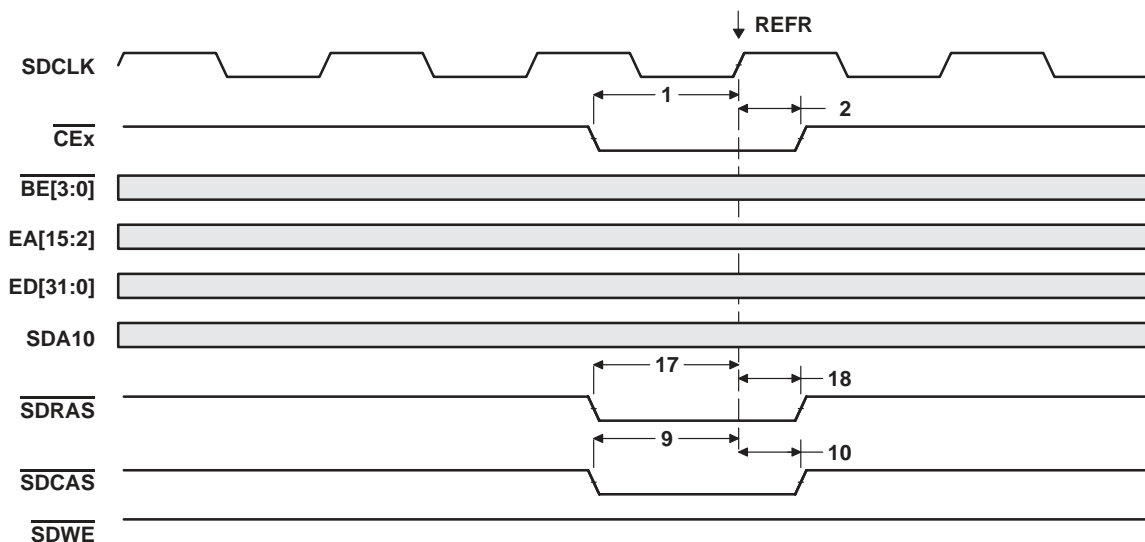 REFR
SDCLK
1
2
CEx
BE[3:0]
EA[15:2]
ED[31:0]
SDA10
17
18
SDRAS
9
10
SDCAS
SDWE